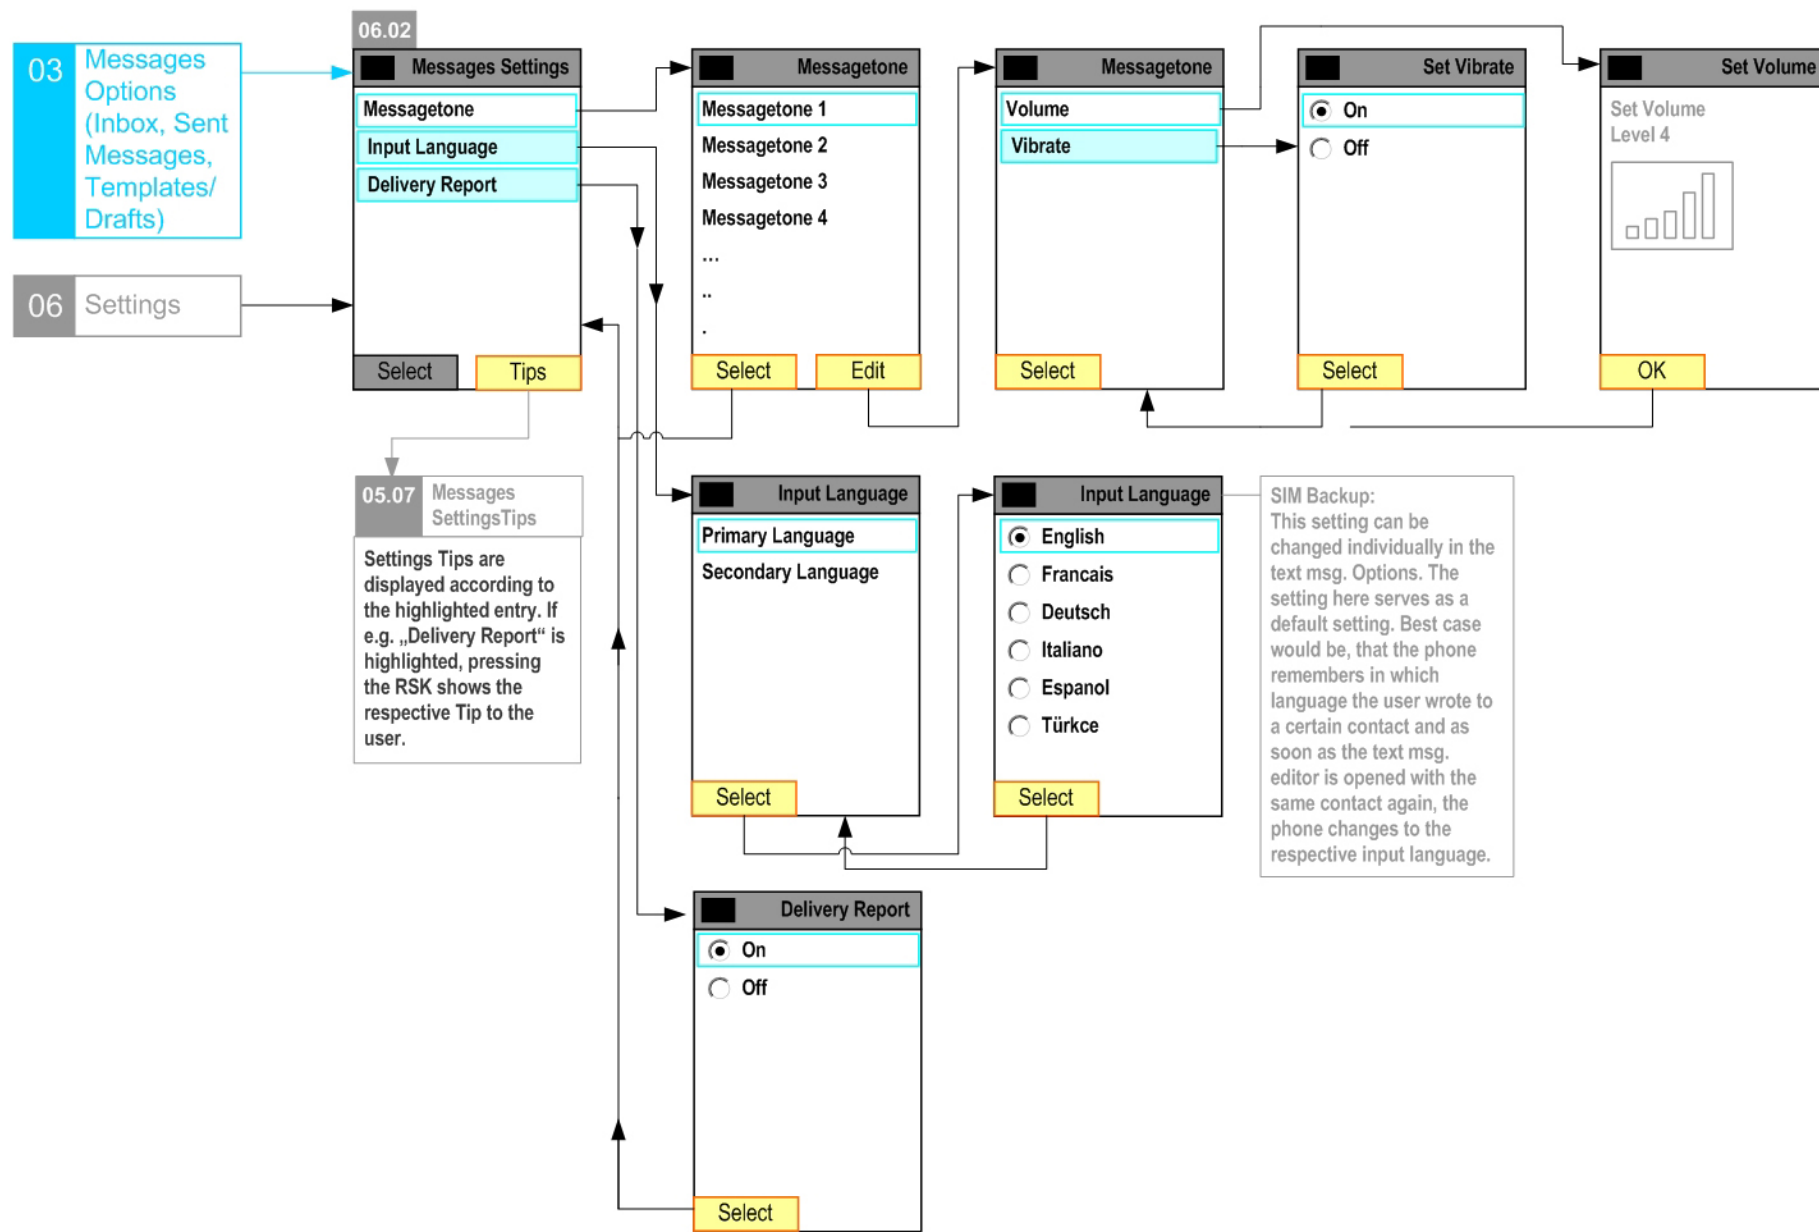 06.02
03
Messages
Options
(Inbox, Sent
Messages,
Templates/
Drafts)
06
Settings
Messages Settings
Messagetone
Input Language
Delivery Report
Select
Tips
Messagetone
Messagetone 1
Messagetone 2
Messagetone 3
Messagetone 4
...
..
.
Select
Edit
Messagetone
Volume
Vibrate
Select
Set Vibrate
On
Off
Select
Set Volume
Set Volume
Level 4
OK
05.07
Messages
SettingsTips
Settings Tips are
displayed according to
the highlighted entry. If
e.g. „Delivery Report“ is
highlighted, pressing
the RSK shows the
respective Tip to the
user.
Input Language
Primary Language
Secondary Language
Select
Input Language
English
Francais
Deutsch
Italiano
Espanol
Türkce
Select
SIM Backup:
This setting can be
changed individually in the
text msg. Options. The
setting here serves as a
default setting. Best case
would be, that the phone
remembers in which
language the user wrote to
a certain contact and as
soon as the text msg.
editor is opened with the
same contact again, the
phone changes to the
respective input language.
Delivery Report
On
Off
Select